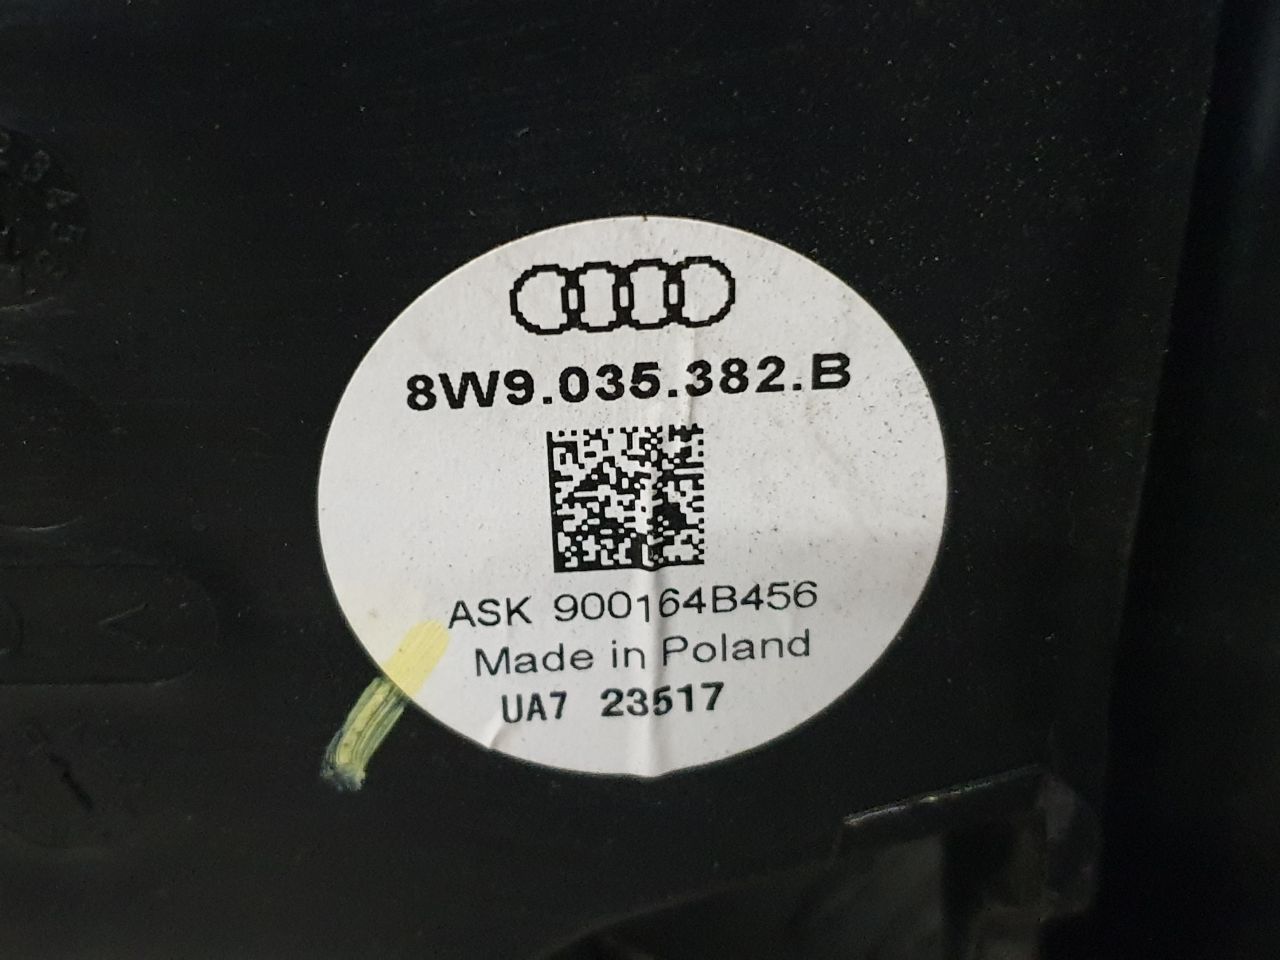 8W9.035.382.B
ASK 900164B456
Made in Poland
UA7 23517